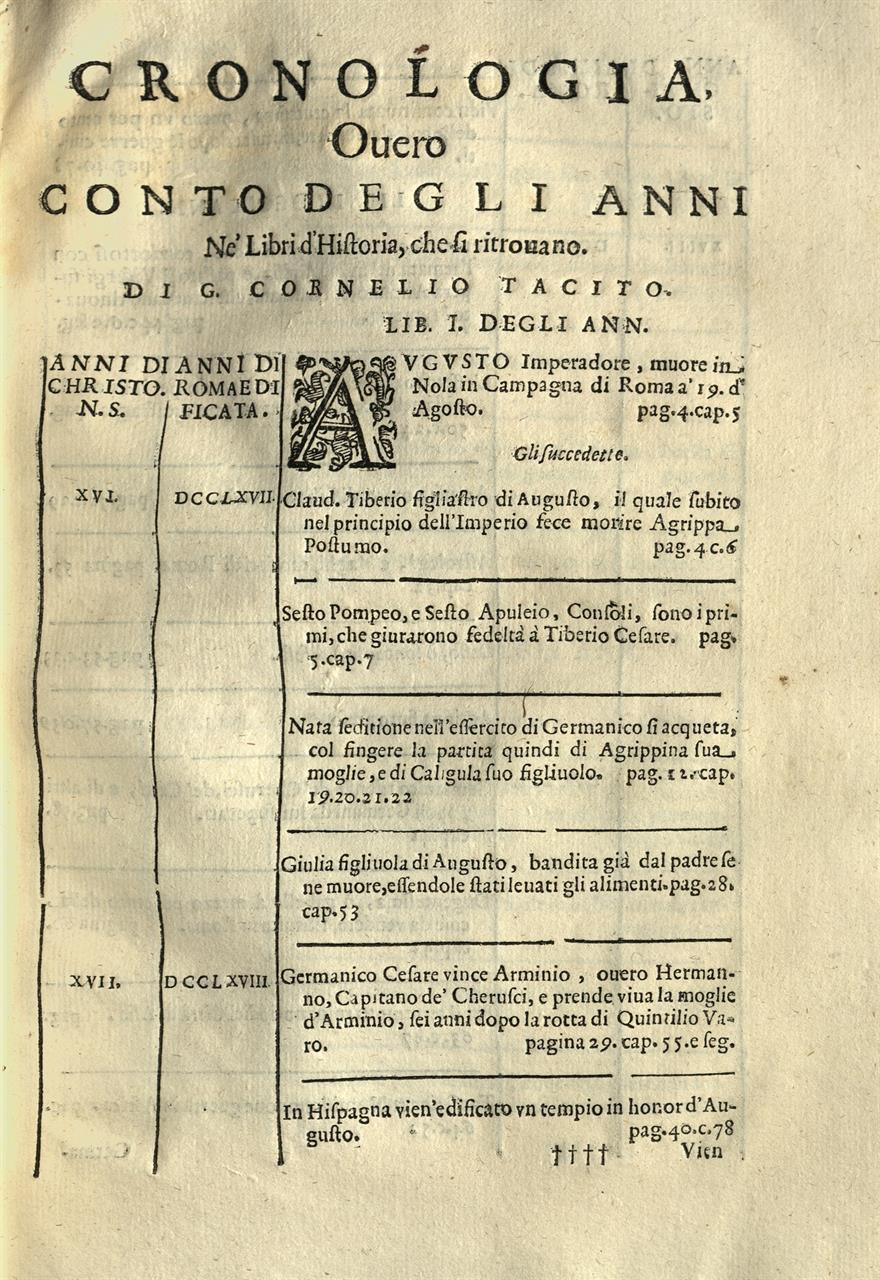 CRONOLOGIA,
Ouero
CONTO DEGLI ANNI
Ne' Libri d'Hiſtoria, che ſi ritrouano.
DI G. CORNELIO TACITO.
LIB. I. DEGLI ANN.
ANNI DI CHRISTO. N. S.
ANNI DI ROMA EDIFICATA.
AVGVSTO Imperadore, muore in
Nola in Campagna di Roma a' 19. d'
Agoſto. pag.4.cap.5
Gli ſuccedette.
XVI. DCCLXVII. Claud. Tiberio figliaſtro di Auguſto, il quale ſubito
nel principio dell'Imperio fece morire Agrippa
Poſtumo. pag.4 c.6
Seſto Pompeo, e Seſto Apuleio, Conſoli, ſono i pri-
mi, che giurarono fedeltà à Tiberio Ceſare. pag.
5.cap.7
Nata ſeditione nell'eſſercito di Germanico ſi acqueta,
col fingere la partita quindi di Agrippina ſua
moglie, e di Caligula ſuo figliuolo. pag. 12. cap.
19.20.21.22
Giulia figliuola di Auguſto, bandita già dal padre ſe
ne muore, eſſendole ſtati leuati gli alimenti. pag.28.
cap.53
XVII. DCCLXVIII. Germanico Ceſare vince Arminio, ouero Herman-
no, Capitano de' Cheruſci, e prende viua la moglie
d'Arminio, ſei anni dopo la rotta di Quintilio Va-
ro. pagina 29. cap. 55. e ſeg.
In Hiſpagna vien'edificato vn tempio in honor d'Au-
guſto. pag.40.c.78
†††† Vien